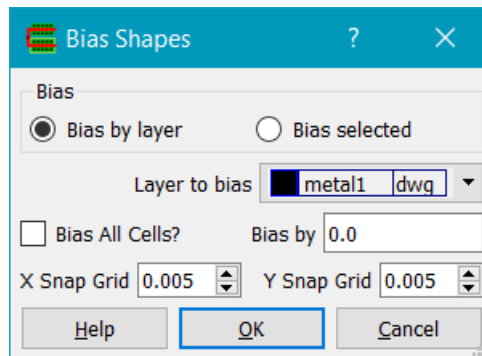 Bias Shapes ?
Bias
Bias by layer Bias selected
Layer to bias metal1 dwg
Bias All Cells? Bias by 0.0
X Snap Grid 0.005 Y Snap Grid 0.005
Help OK Cancel